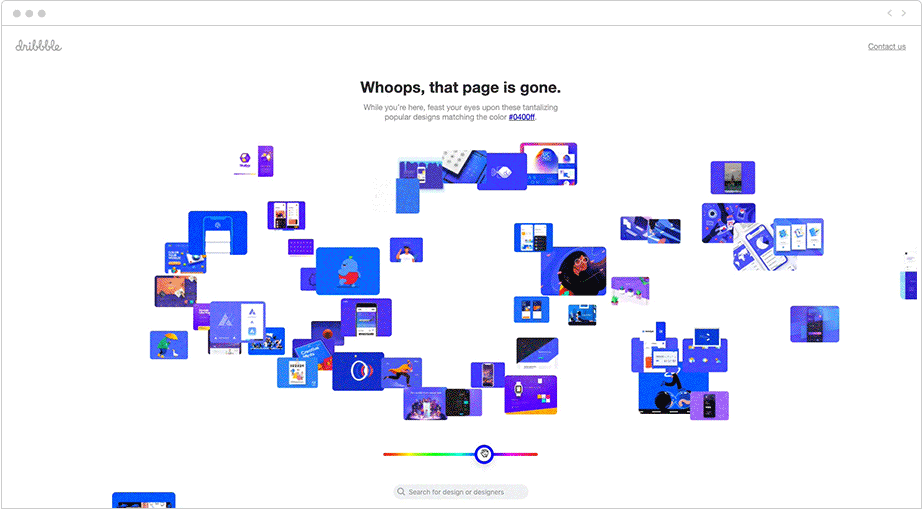 dribbble
Contact us
Whoops, that page is gone.
While you're here, feast your eyes upon these tantalizing
popular designs matching the color #0400ff.
Search for design or designers